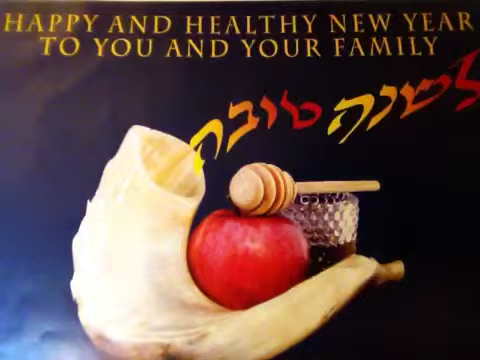 HAPPY AND HEALTHY NEW YEAR
TO YOU AND YOUR FAMILY
לשנה טובה